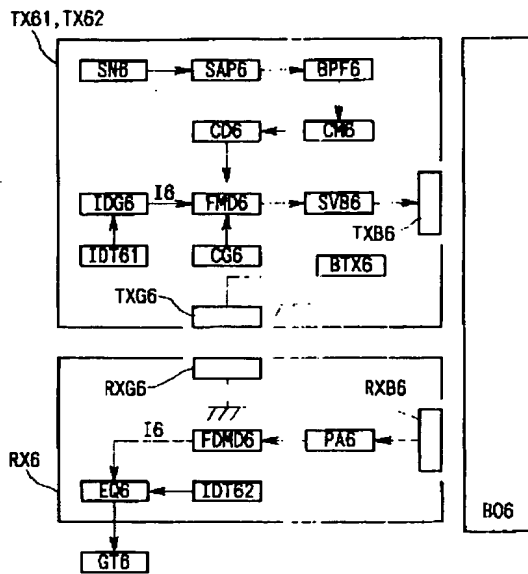 TX61, TX62
SN6 SAP6 BPF6
CD6 CM6
IDG6 I6 FMD6 SVB6
TXB6
IDT61 CG6 BTX6
TXG6
RXG6
RXB6
I6 FDMD6 PA6
RX6
EQ6 IDT62
GT6
B06